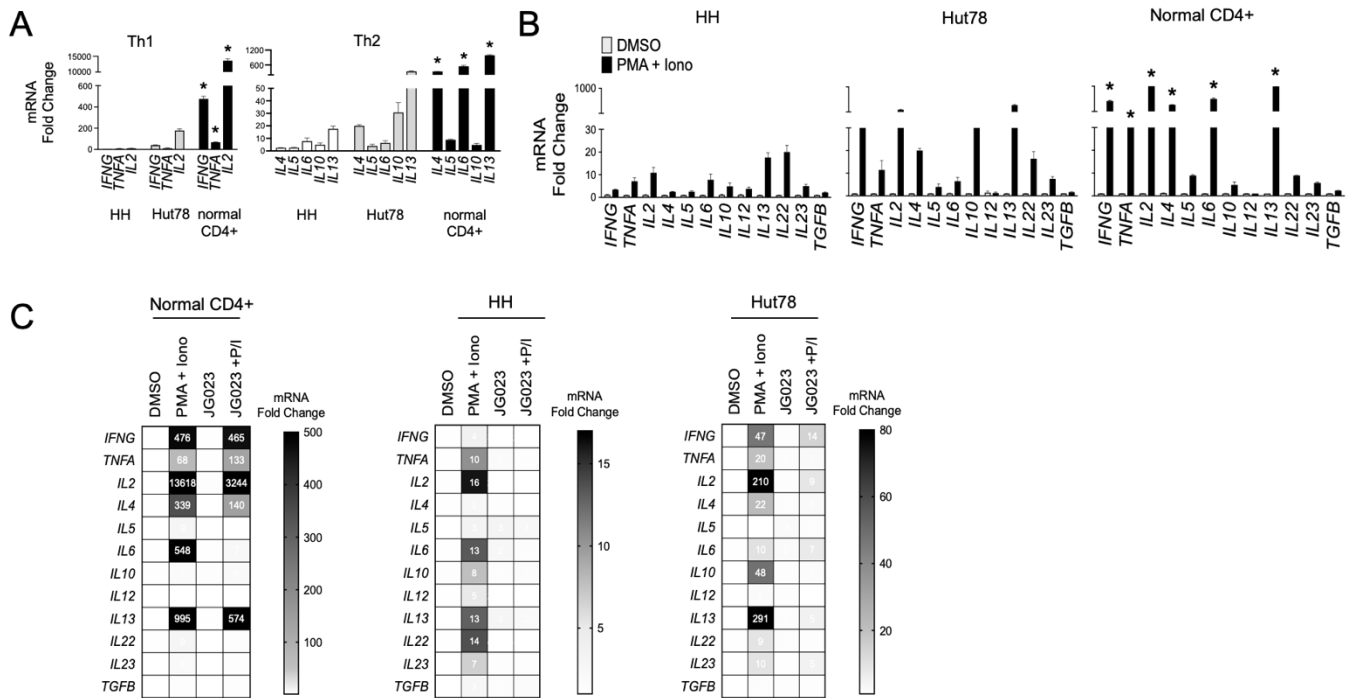 A
Th1
Th2
mRNA
Fold Change
15000
10000
600
400
200
0
1200
600
50
40
30
20
10
0
* * *
* * *
IFNG TNFA IL2 IFNG TNFA IL2 IFNG TNFA IL2
HH Hut78 normal CD4+
IL4 IL5 IL6 IL10 IL13 IL4 IL5 IL6 IL10 IL13 IL4 IL5 IL6 IL10 IL13
HH Hut78 normal CD4+
B
HH Hut78 Normal CD4+
DMSO
PMA + Iono
mRNA
Fold Change
1000
30
20
10
0
* * * * * *
IFNG TNFA IL2 IL4 IL5 IL6 IL10 IL12 IL13 IL22 IL23 TGFB
IFNG TNFA IL2 IL4 IL5 IL6 IL10 IL12 IL13 IL22 IL23 TGFB
IFNG TNFA IL2 IL4 IL5 IL6 IL10 IL12 IL13 IL22 IL23 TGFB
C
Normal CD4+
DMSO PMA + Iono JG023 JG023 +P/I
mRNA
Fold Change
IFNG 476 465
TNFA 68 133
IL2 13618 3244
IL4 339 140
IL5
IL6 548
IL10
IL12
IL13 995 574
IL22
IL23
TGFB
500
400
300
200
100
HH
DMSO PMA + Iono JG023 JG023 +P/I
mRNA
Fold Change
IFNG
TNFA 10
IL2 16
IL4
IL5
IL6 13
IL10 8
IL12 5
IL13 13
IL22 14
IL23 7
TGFB
15
10
5
Hut78
DMSO PMA + Iono JG023 JG023 +P/I
mRNA
Fold Change
IFNG 47 14
TNFA 20
IL2 210 9
IL4 22
IL5
IL6 10 7
IL10 48
IL12
IL13 291
IL22 9
IL23 10
TGFB
80
60
40
20